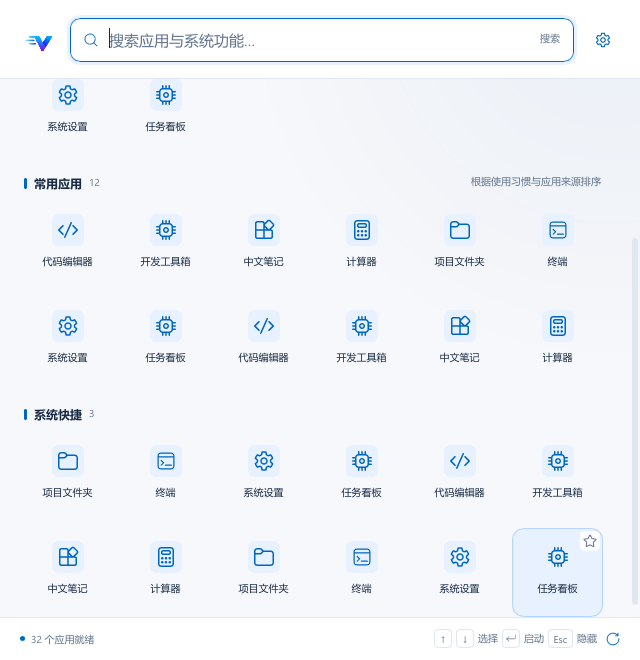 搜索应用与系统功能... 搜索
系统设置 任务看板
常用应用 12 根据使用习惯与应用来源排序
代码编辑器 开发工具箱 中文笔记 计算器 项目文件夹 终端
系统设置 任务看板 代码编辑器 开发工具箱 中文笔记 计算器
系统快捷 3
项目文件夹 终端 系统设置 任务看板 代码编辑器 开发工具箱
中文笔记 计算器 项目文件夹 终端 系统设置 任务看板
32 个应用就绪 ↑ ↓ 选择 ↵ 启动 Esc 隐藏